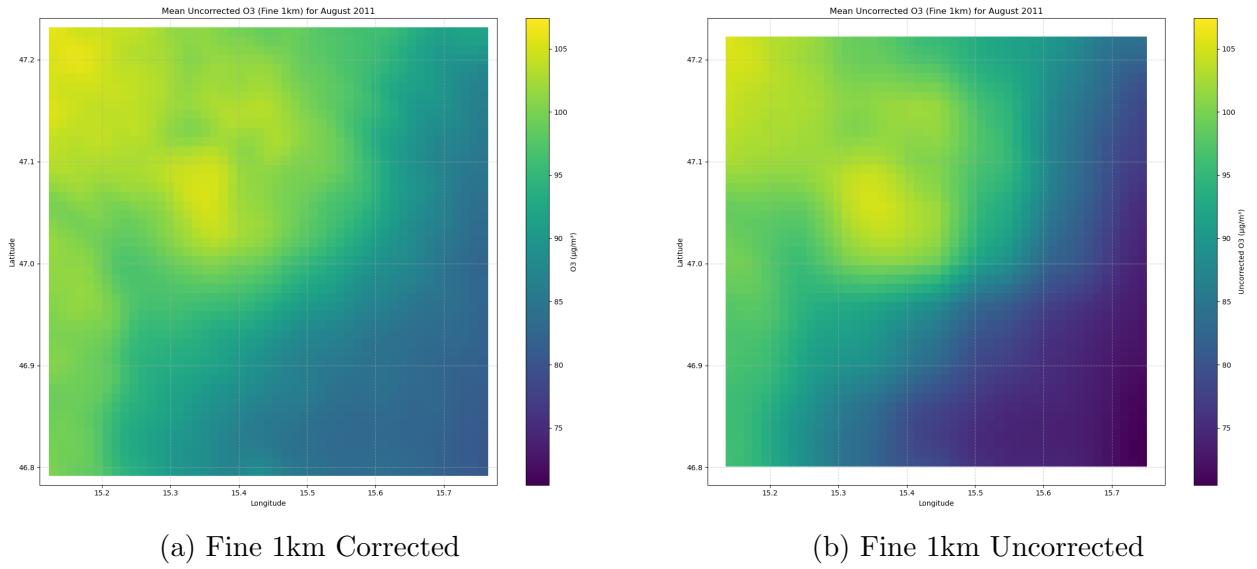 Mean Uncorrected O3 (Fine 1km) for August 2011
47.2
47.1
47.0
46.9
46.8
Latitude
15.2 15.3 15.4 15.5 15.6 15.7
Longitude
105
100
95
90
85
80
75
O3 (µg/m³)
(a) Fine 1km Corrected
Mean Uncorrected O3 (Fine 1km) for August 2011
47.2
47.1
47.0
46.9
46.8
Latitude
15.2 15.3 15.4 15.5 15.6 15.7
Longitude
105
100
95
90
85
80
75
Uncorrected O3 (µg/m³)
(b) Fine 1km Uncorrected